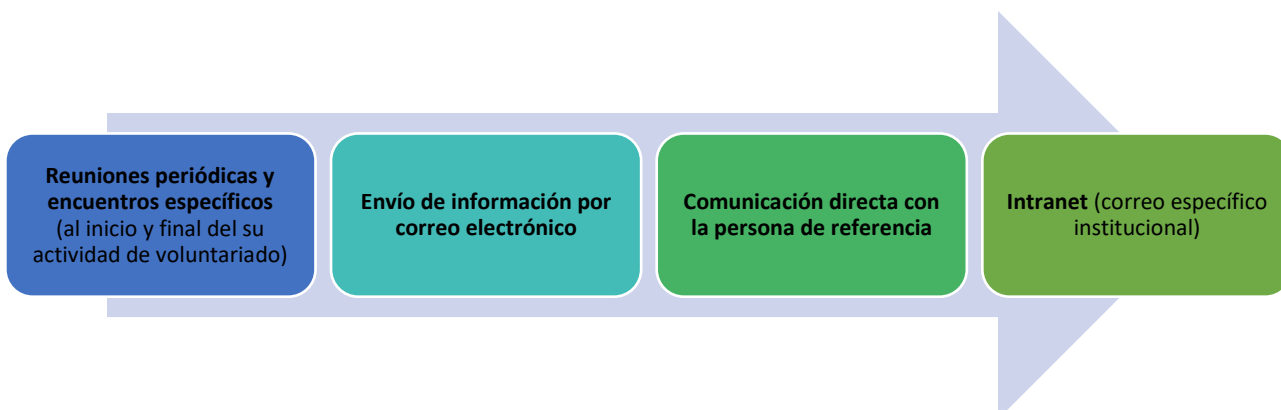 Reuniones periódicas y
encuentros específicos
(al inicio y final del su
actividad de voluntariado)
Envío de información por
correo electrónico
Comunicación directa con
la persona de referencia
Intranet (correo específico
institucional)